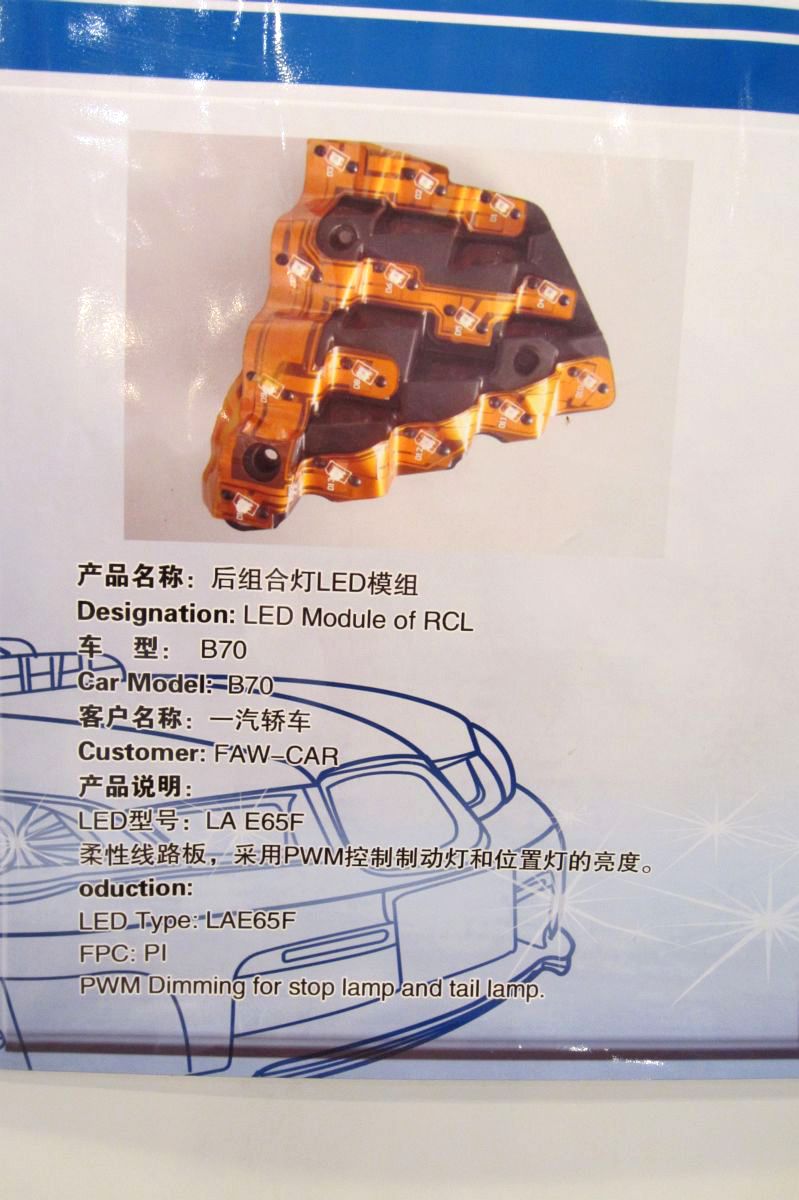 产品名称：后组合灯LED模组
Designation: LED Module of RCL
车 型： B70
Car Model: B70
客户名称：一汽轿车
Customer: FAW-CAR
产品说明：
LED型号：LA E65F
柔性线路板，采用PWM控制制动灯和位置灯的亮度。
oduction:
LED Type: LAE65F
FPC: PI
PWM Dimming for stop lamp and tail lamp.